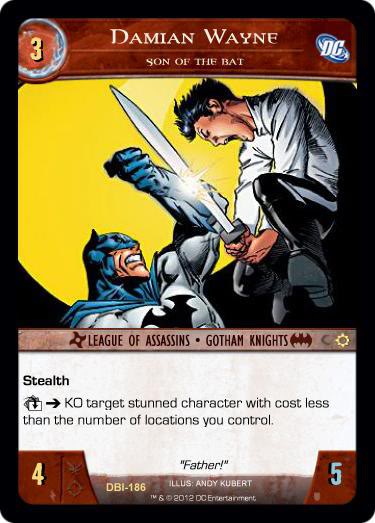 3
DAMIAN WAYNE
SON OF THE BAT
DC
LEAGUE OF ASSASSINS • GOTHAM KNIGHTS
Stealth
➔ KO target stunned character with cost less
than the number of locations you control.
"Father!"
4
DBI-186
ILLUS: ANDY KUBERT
5
™ & © 2012 DC Entertainment